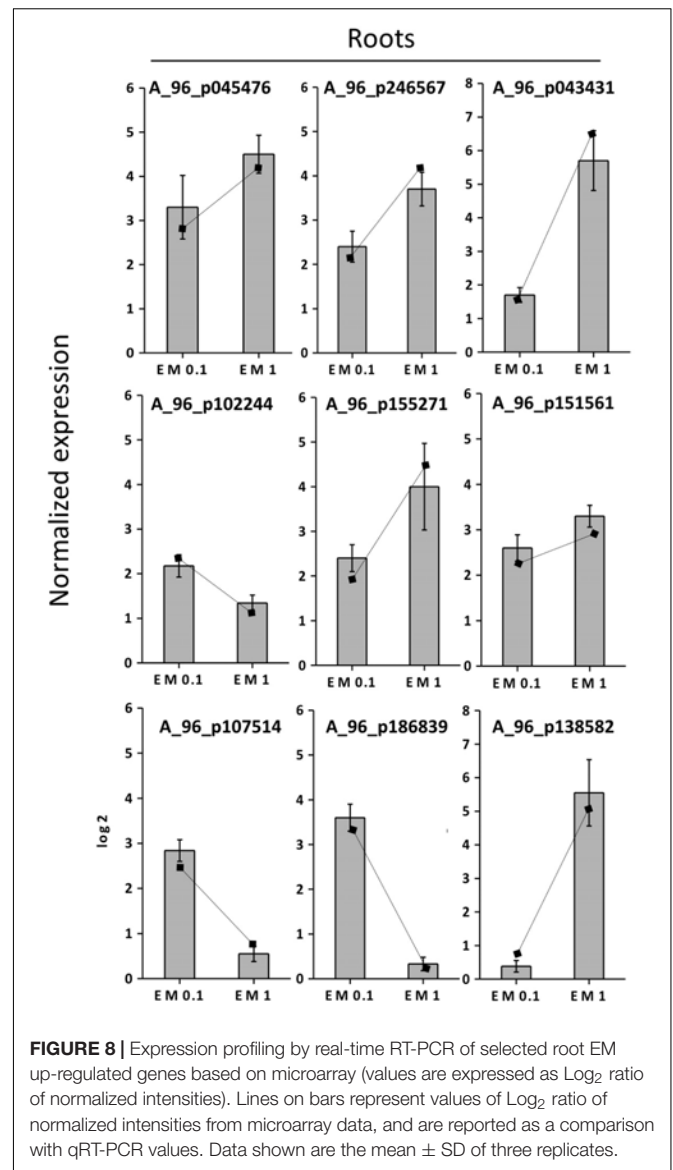 Roots
Normalized expression
A_96_p045476
6
5
4
3
2
1
0
EM 0.1 EM 1
A_96_p246567
6
5
4
3
2
1
0
EM 0.1 EM 1
A_96_p043431
8
7
6
5
4
3
2
1
0
EM 0.1 EM 1
A_96_p102244
6
5
4
3
2
1
0
EM 0.1 EM 1
A_96_p155271
6
5
4
3
2
1
0
EM 0.1 EM 1
A_96_p151561
6
5
4
3
2
1
0
EM 0.1 EM 1
A_96_p107514
log 2
6
5
4
3
2
1
0
EM 0.1 EM 1
A_96_p186839
6
5
4
3
2
1
0
EM 0.1 EM 1
A_96_p138582
8
7
6
5
4
3
2
1
0
EM 0.1 EM 1
FIGURE 8 | Expression profiling by real-time RT-PCR of selected root EM
up-regulated genes based on microarray (values are expressed as Log₂ ratio
of normalized intensities). Lines on bars represent values of Log₂ ratio of
normalized intensities from microarray data, and are reported as a comparison
with qRT-PCR values. Data shown are the mean ± SD of three replicates.